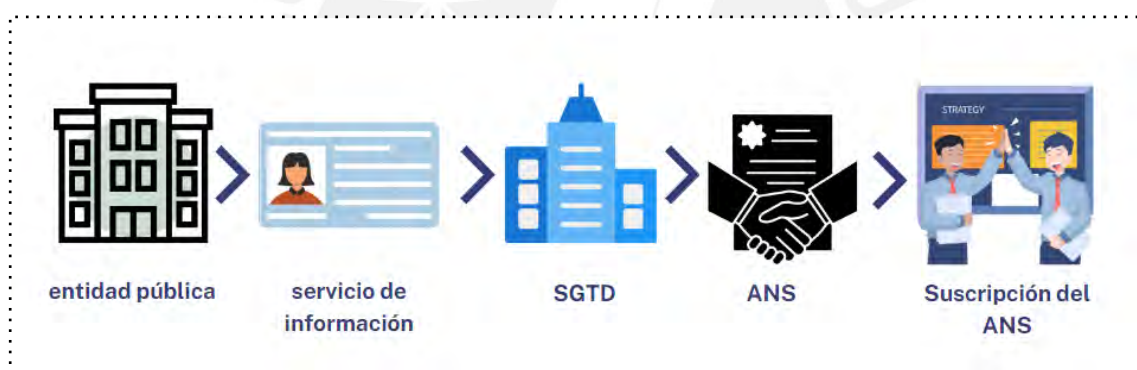 STRATEGY
entidad pública
servicio de
información
SGTD
ANS
Suscripción del
ANS